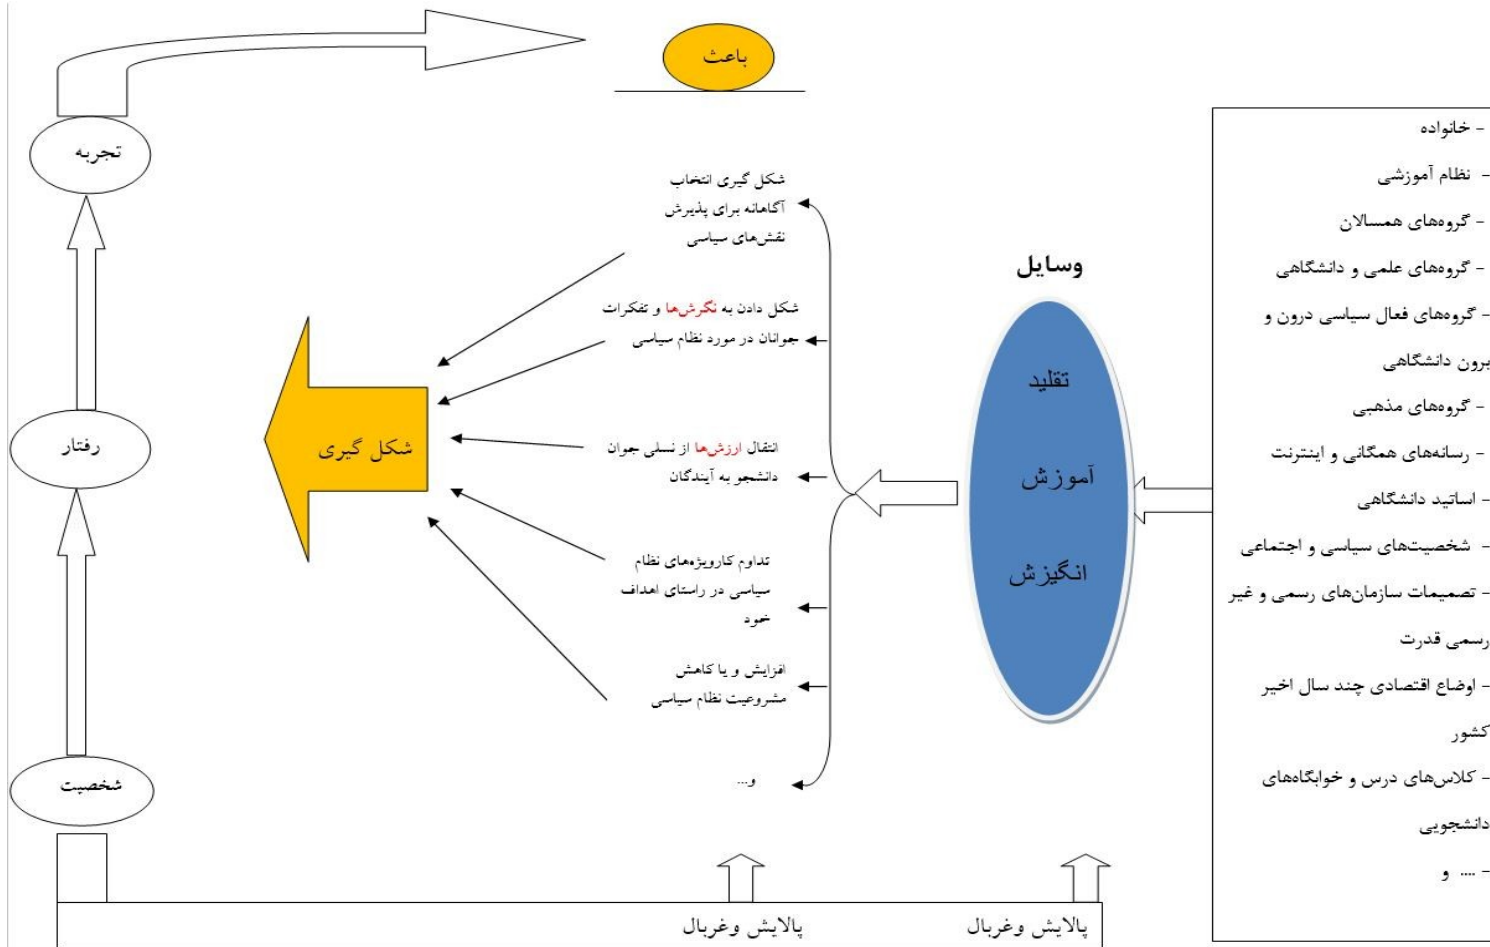 باعث
- خانواده
- نظام آموزشی
- گروه‌های همسالان
- گروه‌های علمی و دانشگاهی
- گروه‌های فعال سیاسی درون و
برون دانشگاهی
- گروه‌های مذهبی
- رسانه‌های همگانی و اینترنت
- اساتید دانشگاهی
- شخصیت‌های سیاسی و اجتماعی
- تصمیمات سازمان‌های رسمی و غیر
رسمی قدرت
- اوضاع اقتصادی چند سال اخیر
کشور
- کلاس‌های درس و خوابگاه‌های
دانشجویی
- .... و
وسایل
تقلید
آموزش
انگیزش
شکل گیری انتخاب
آگاهانه برای پذیرش
نقش‌های سیاسی
شکل دادن به نگرش‌ها و تفکرات
جوانان در مورد نظام سیاسی
انتقال ارزش‌ها از نسلی جوان
دانشجو به آیندگان
تداوم کارویژه‌های نظام
سیاسی در راستای اهداف
خود
افزایش و یا کاهش
مشروعیت نظام سیاسی
و...
شکل گیری
تجربه
رفتار
شخصیت
پالایش وغربال
پالایش وغربال